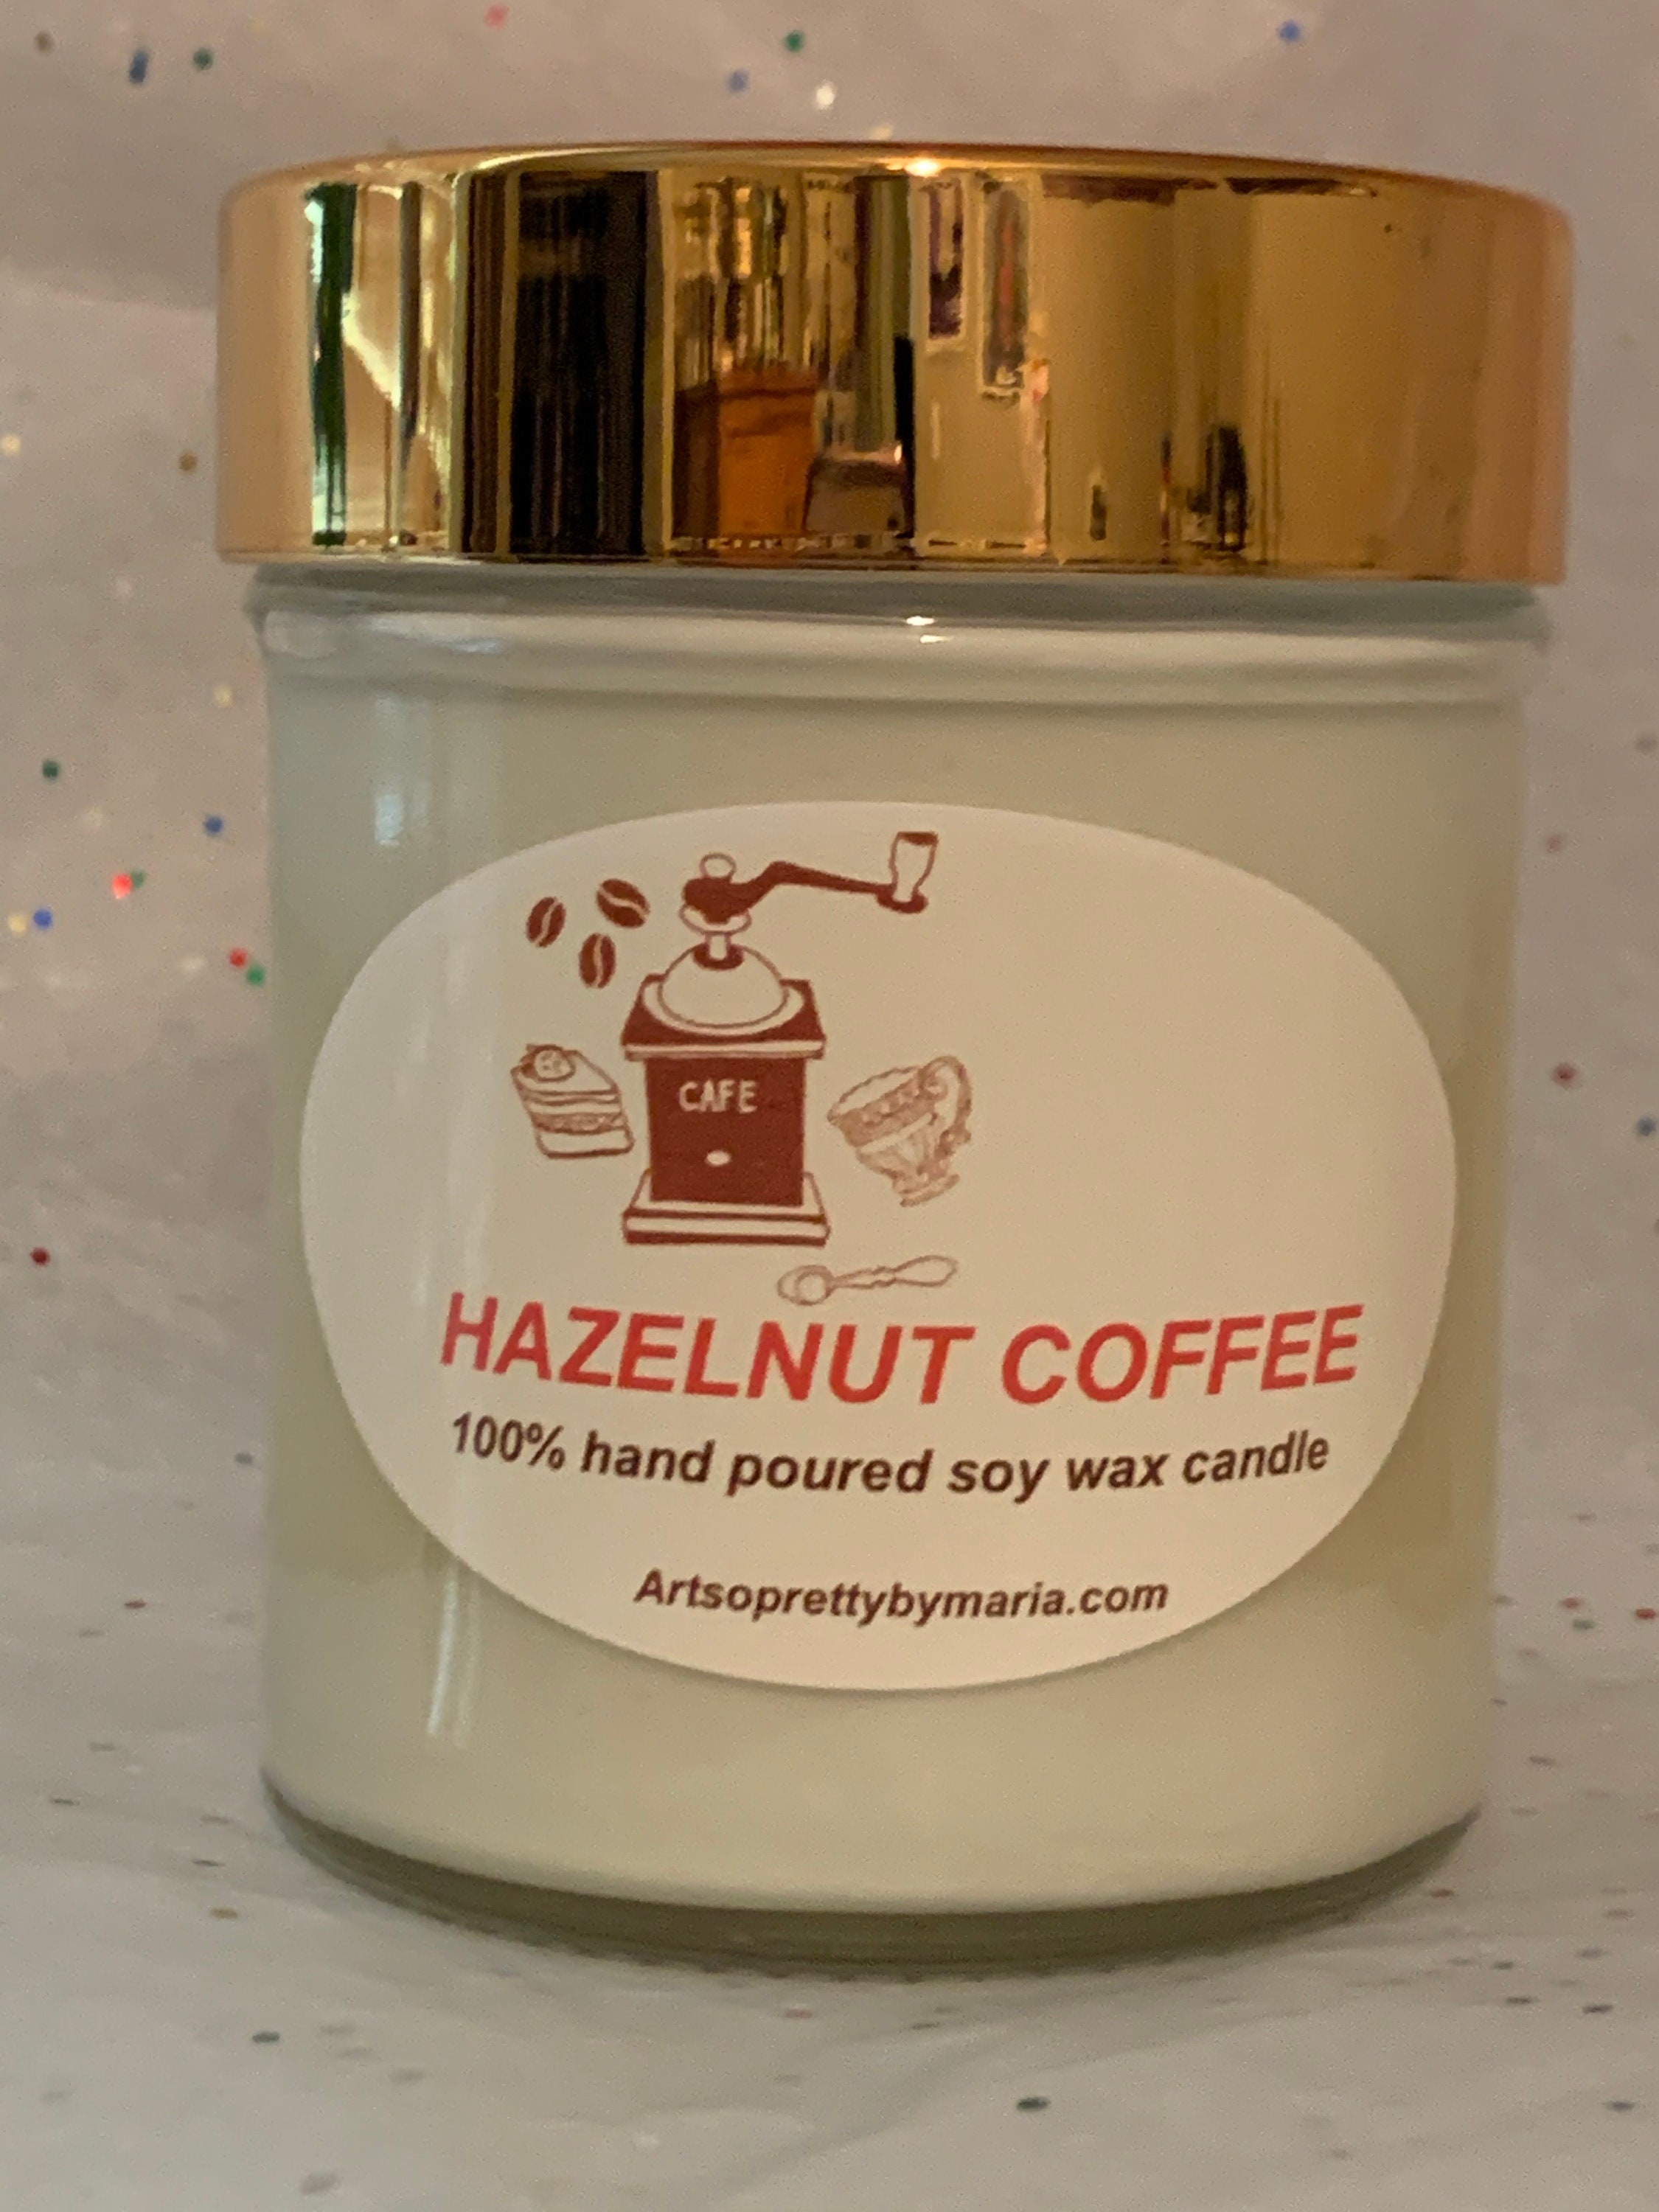 CAFE
HAZELNUT COFFEE
100% hand poured soy wax candle
Artsoprettybymaria.com